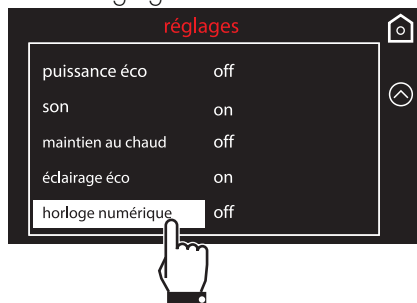 réglages
puissance éco off
son on
maintien au chaud off
éclairage éco on
horloge numérique off